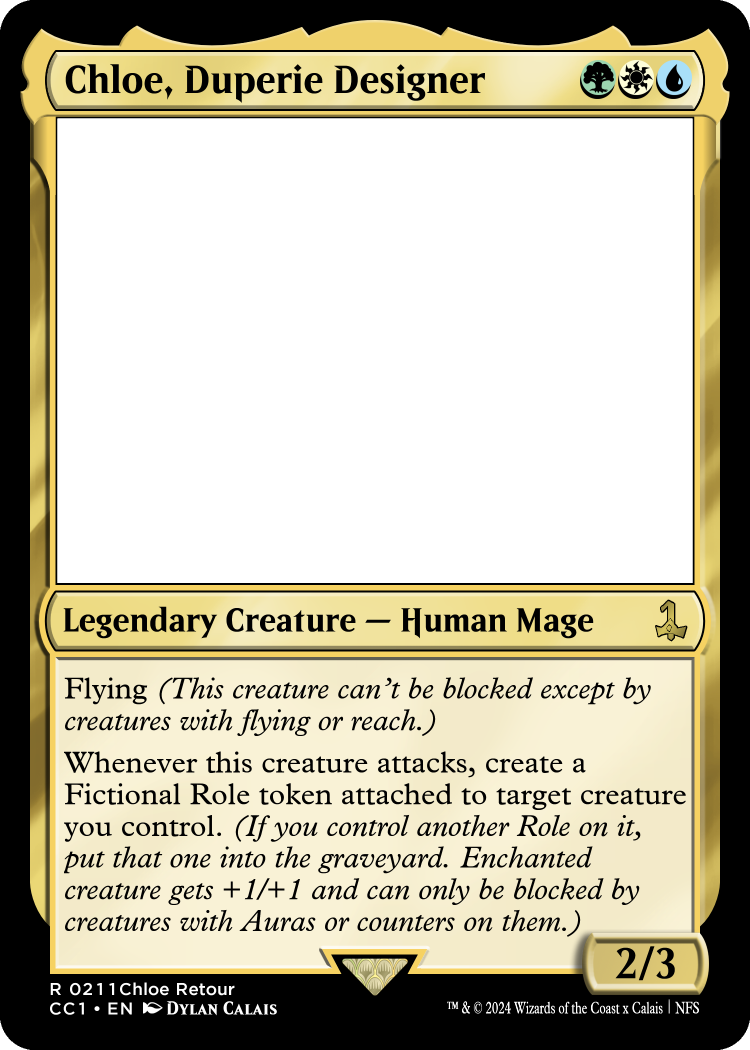 Chloe, Duperie Designer
Legendary Creature — Human Mage
Flying (This creature can't be blocked except by
creatures with flying or reach.)
Whenever this creature attacks, create a
Fictional Role token attached to target creature
you control. (If you control another Role on it,
put that one into the graveyard. Enchanted
creature gets +1/+1 and can only be blocked by
creatures with Auras or counters on them.)
2/3
R 0211Chloe Retour
CC1 • EN Dylan Calais
™ & © 2024 Wizards of the Coast x Calais | NFS